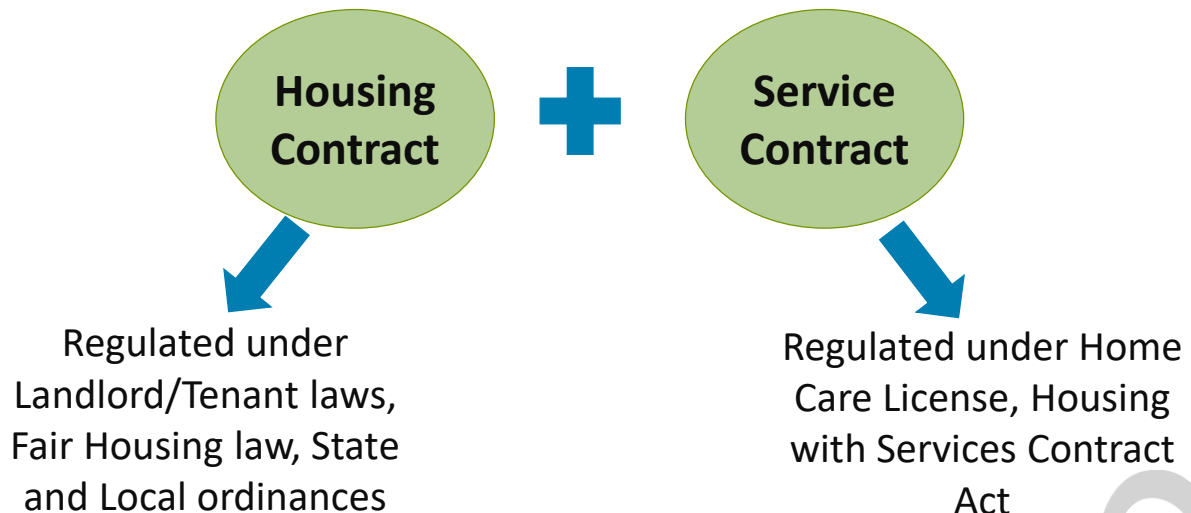 Housing
Contract
Service
Contract
Regulated under
Landlord/Tenant laws,
Fair Housing law, State
and Local ordinances
Regulated under Home
Care License, Housing
with Services Contract
Act